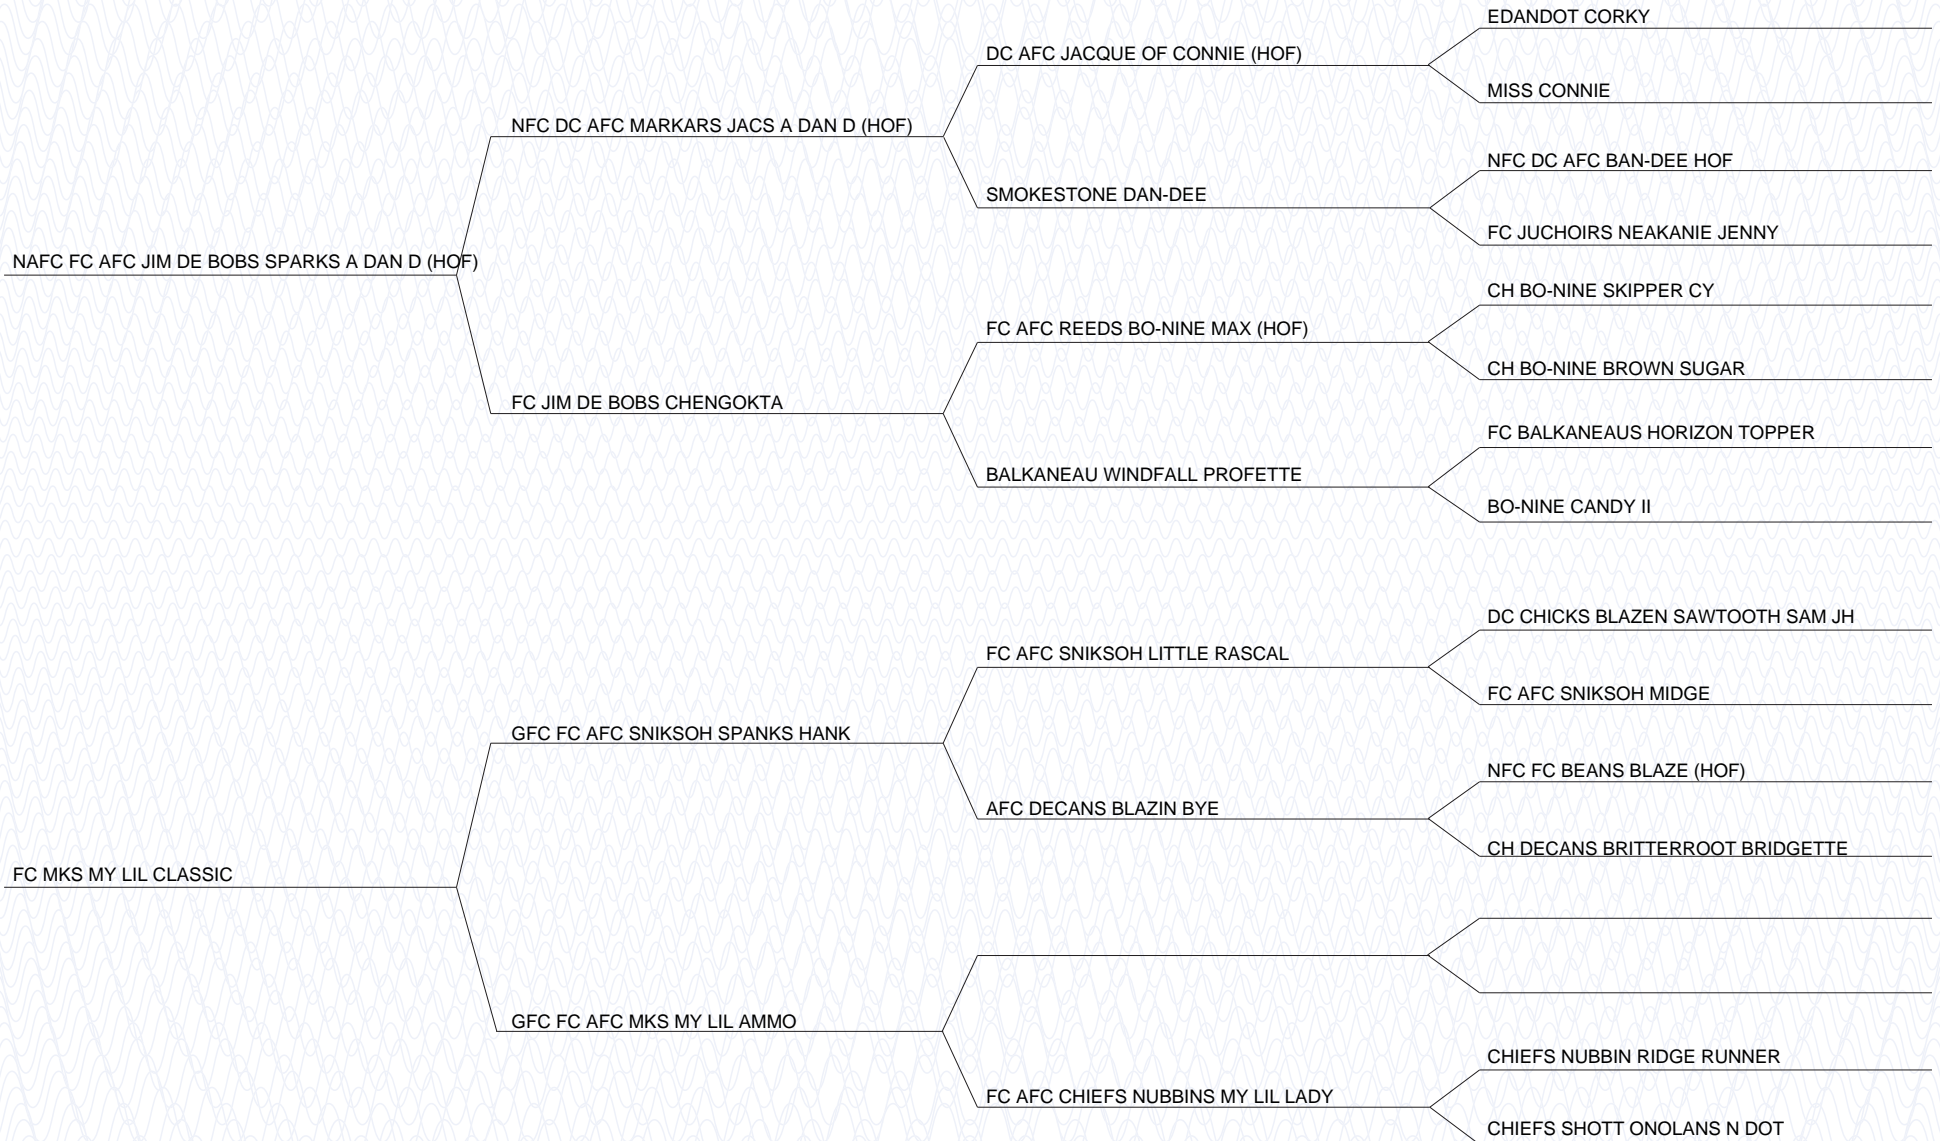 EDANDOT CORKY
DC AFC JACQUE OF CONNIE (HOF)
MISS CONNIE
NFC DC AFC MARKARS JACS A DAN D (HOF)
NFC DC AFC BAN-DEE HOF
SMOKESTONE DAN-DEE
FC JUCHOIRS NEAKANIE JENNY
NAFC FC AFC JIM DE BOBS SPARKS A DAN D (HOF)
CH BO-NINE SKIPPER CY
FC AFC REEDS BO-NINE MAX (HOF)
CH BO-NINE BROWN SUGAR
FC JIM DE BOBS CHENGOKTA
FC BALKANEAUS HORIZON TOPPER
BALKANEAU WINDFALL PROFETTE
BO-NINE CANDY II
DC CHICKS BLAZEN SAWTOOTH SAM JH
FC AFC SNIKSOH LITTLE RASCAL
FC AFC SNIKSOH MIDGE
GFC FC AFC SNIKSOH SPANKS HANK
NFC FC BEANS BLAZE (HOF)
AFC DECANS BLAZIN BYE
CH DECANS BRITTERROOT BRIDGETTE
FC MKS MY LIL CLASSIC
GFC FC AFC MKS MY LIL AMMO
CHIEFS NUBBIN RIDGE RUNNER
FC AFC CHIEFS NUBBINS MY LIL LADY
CHIEFS SHOTT ONOLANS N DOT